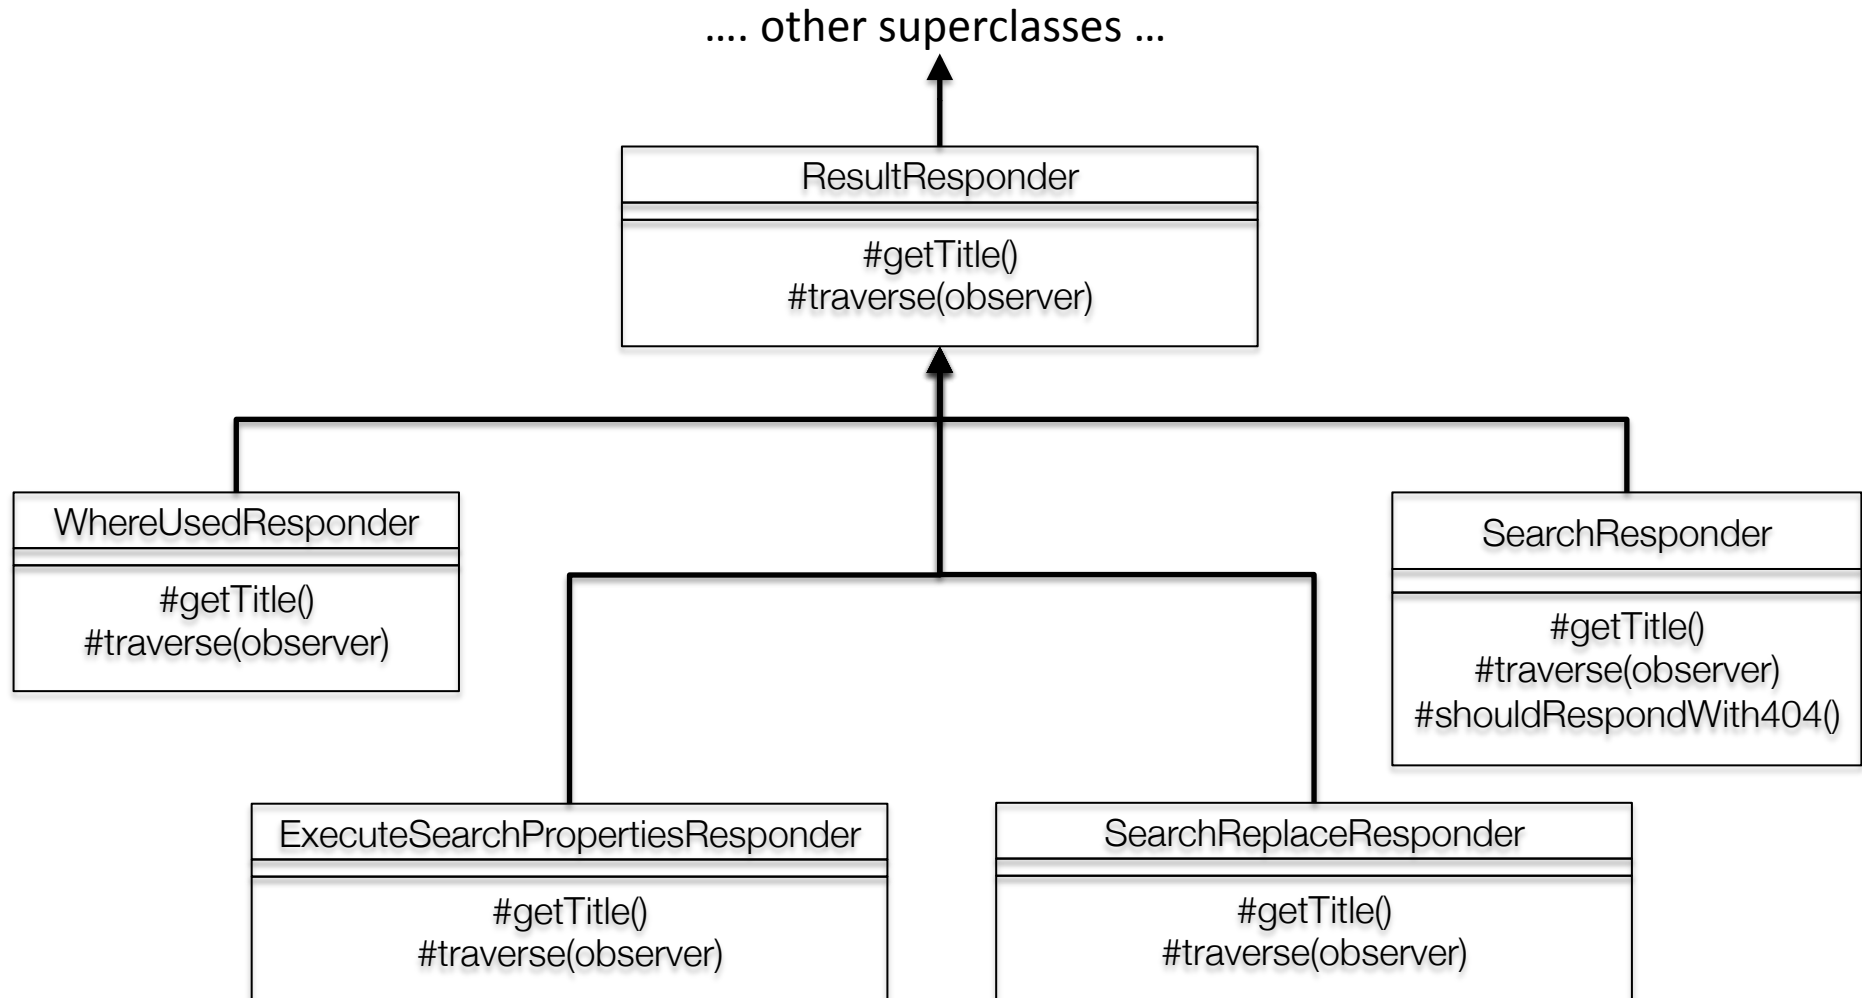 .... other superclasses ...
ResultResponder
#getTitle()
#traverse(observer)
WhereUsedResponder
#getTitle()
#traverse(observer)
SearchResponder
#getTitle()
#traverse(observer)
#shouldRespondWith404()
ExecuteSearchPropertiesResponder
#getTitle()
#traverse(observer)
SearchReplaceResponder
#getTitle()
#traverse(observer)